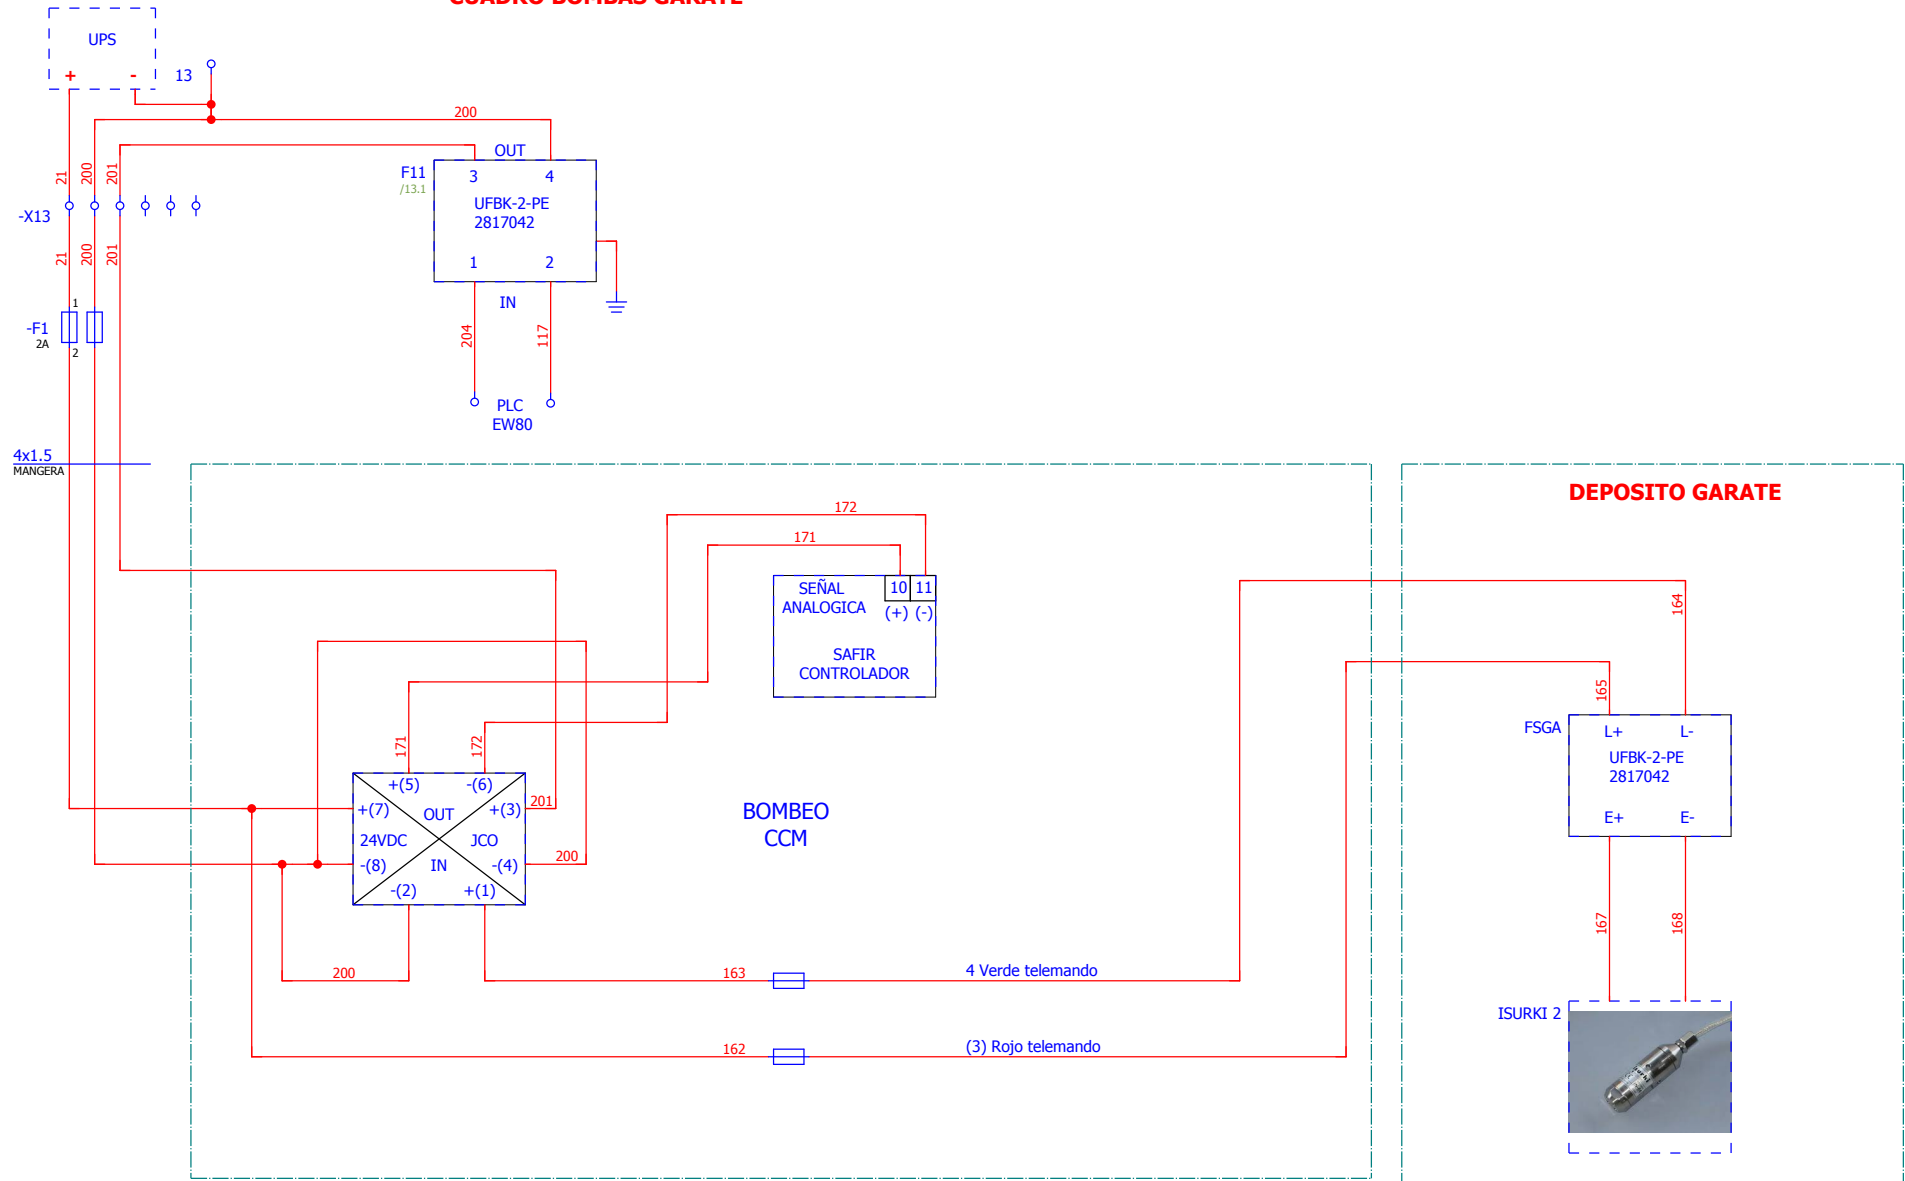 CUADRO BOMBAS GARATE
UPS
+ -
13
200
21
200
201
-X13
21
200
201
F11
/13.1
OUT
3 4
UFBK-2-PE
2817042
1 2
IN
204
117
PLC
EW80
-F1
2A
1
2
4x1.5
MANGERA
DEPOSITO GARATE
172
171
SEÑAL
ANALOGICA
10 11
(+) (-)
SAFIR
CONTROLADOR
164
165
171
172
FSGA
L+ L-
UFBK-2-PE
2817042
E+ E-
+(5) -(6)
+(7) OUT +(3)
201
24VDC JCO
-(8) IN -(4)
200
-(2) +(1)
BOMBEO
CCM
167
168
200
163
4 Verde telemando
162
(3) Rojo telemando
ISURKI 2